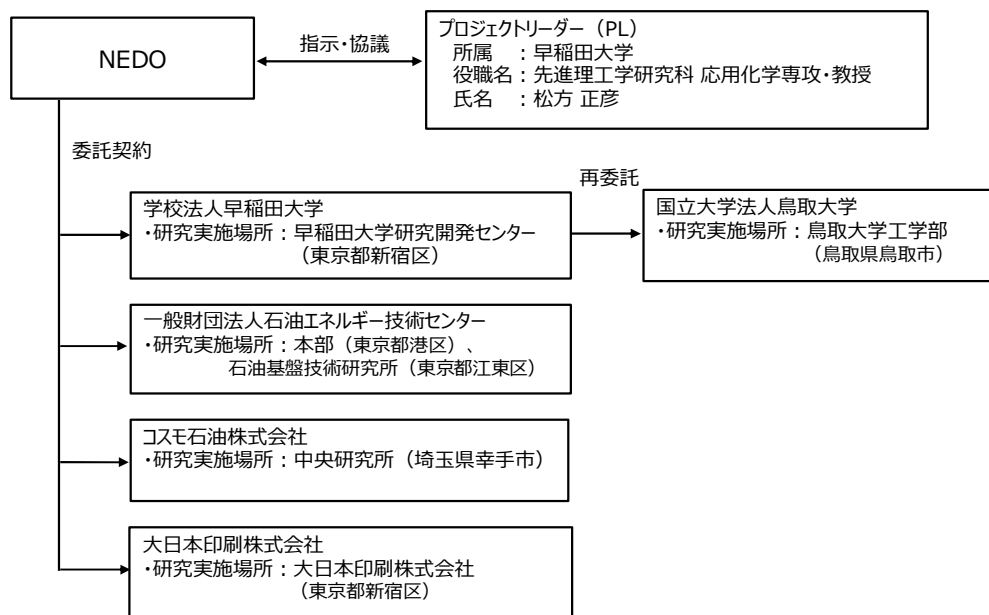 NEDO
指示・協議
プロジェクトリーダー（PL）
所属　：早稲田大学
役職名：先進理工学研究科 応用化学専攻・教授
氏名　：松方 正彦
委託契約
学校法人早稲田大学
・研究実施場所：早稲田大学研究開発センター
（東京都新宿区）
再委託
国立大学法人鳥取大学
・研究実施場所：鳥取大学工学部
（鳥取県鳥取市）
一般財団法人石油エネルギー技術センター
・研究実施場所：本部（東京都港区）、
石油基盤技術研究所（東京都江東区）
コスモ石油株式会社
・研究実施場所：中央研究所（埼玉県幸手市）
大日本印刷株式会社
・研究実施場所：大日本印刷株式会社
（東京都新宿区）